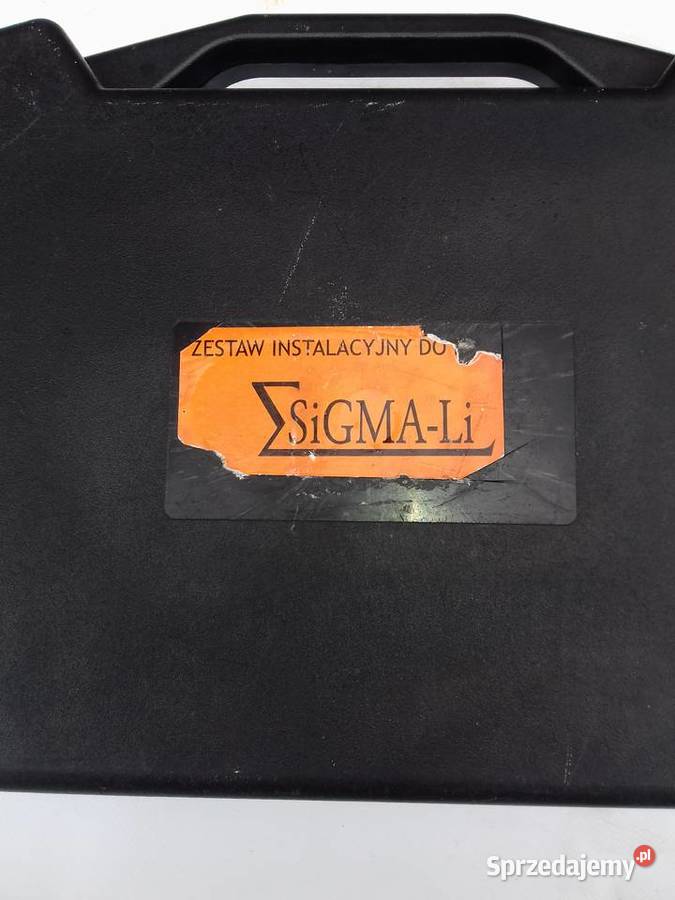 ZESTAW INSTALACYJNY DO
ΣSiGMA-Li
Sprzedajemy.pl